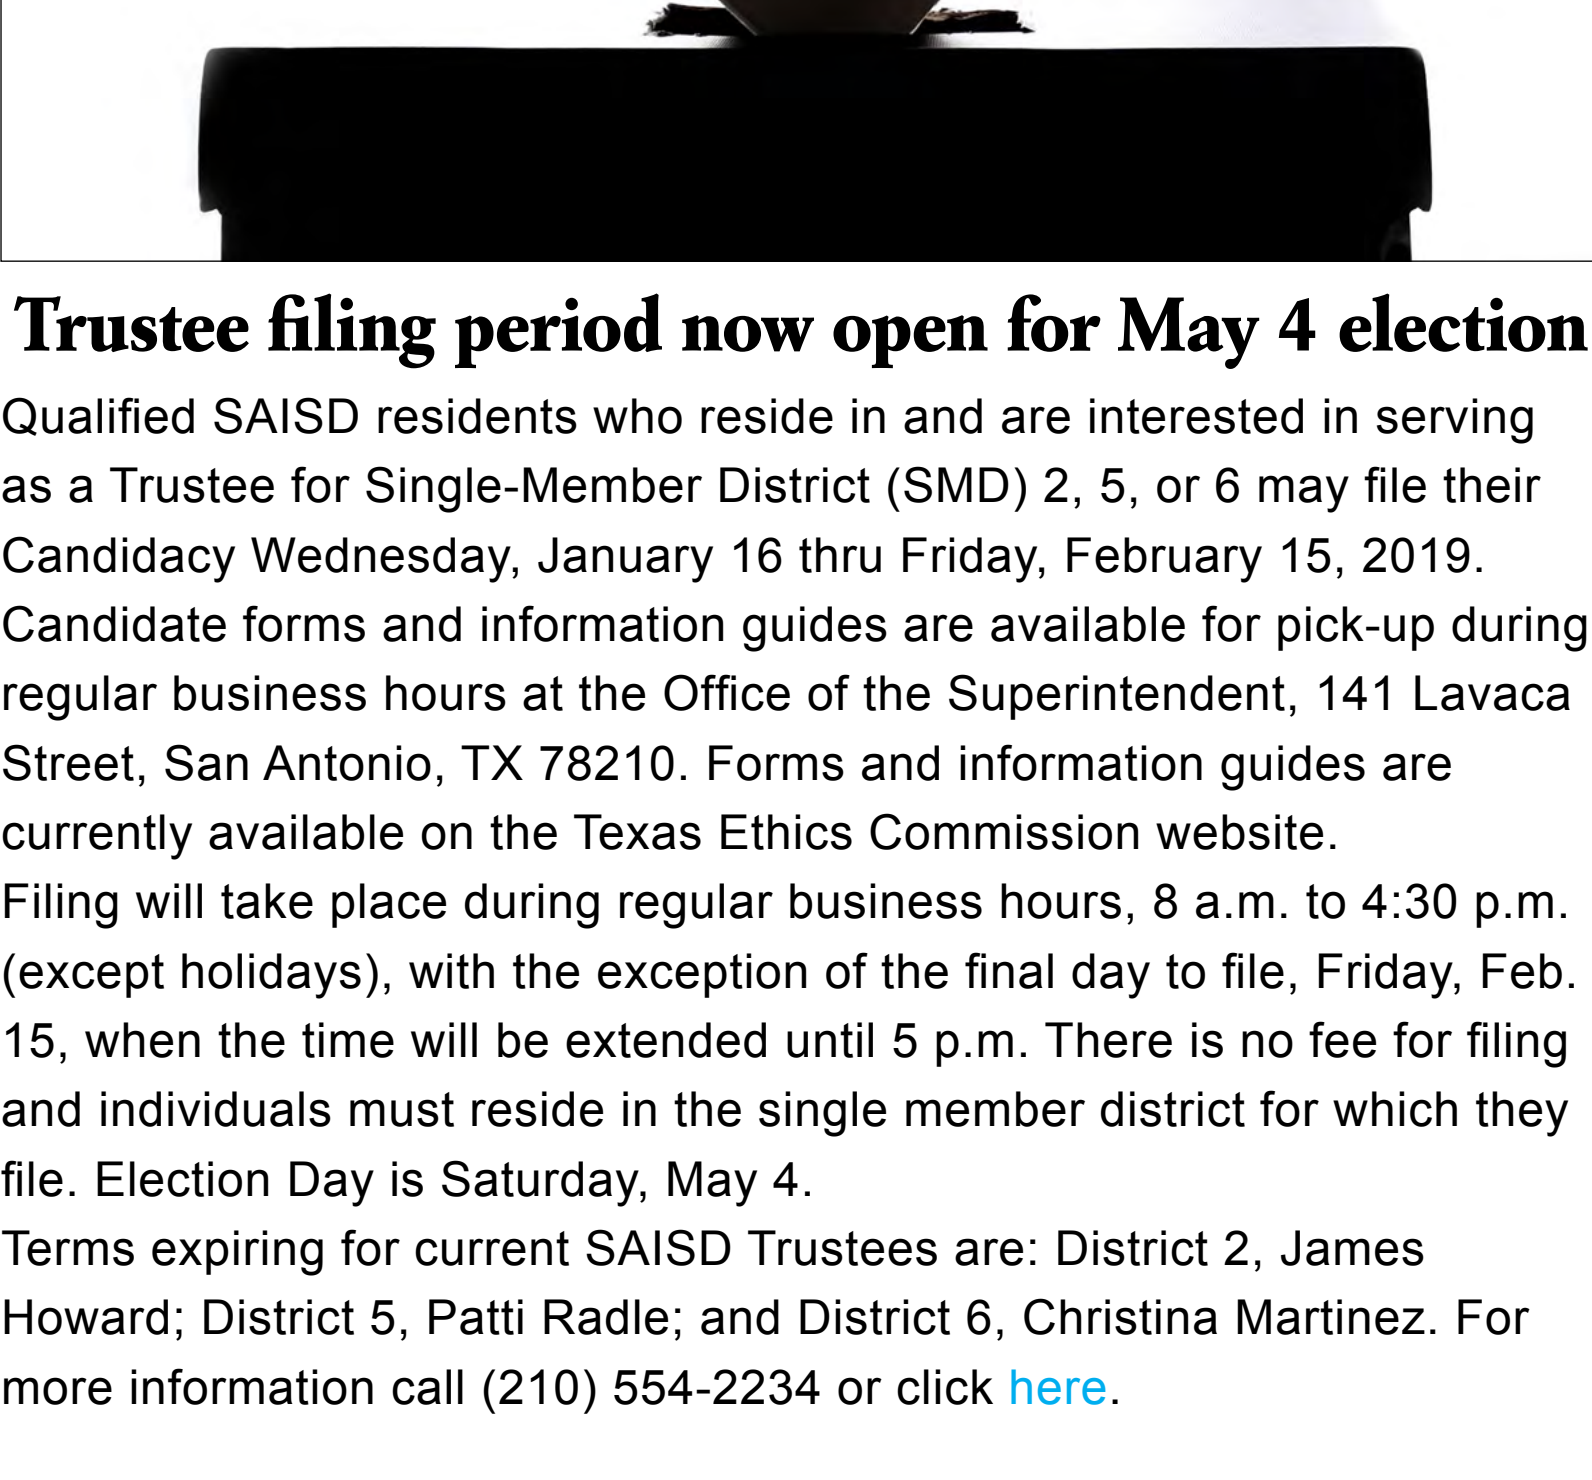 Trustee filing period now open for May 4 election
Qualified SAISD residents who reside in and are interested in serving
as a Trustee for Single-Member District (SMD) 2, 5, or 6 may file their
Candidacy Wednesday, January 16 thru Friday, February 15, 2019.
Candidate forms and information guides are available for pick-up during
regular business hours at the Office of the Superintendent, 141 Lavaca
Street, San Antonio, TX 78210. Forms and information guides are
currently available on the Texas Ethics Commission website.
Filing will take place during regular business hours, 8 a.m. to 4:30 p.m.
(except holidays), with the exception of the final day to file, Friday, Feb.
15, when the time will be extended until 5 p.m. There is no fee for filing
and individuals must reside in the single member district for which they
file. Election Day is Saturday, May 4.
Terms expiring for current SAISD Trustees are: District 2, James
Howard; District 5, Patti Radle; and District 6, Christina Martinez. For
more information call (210) 554-2234 or click here.